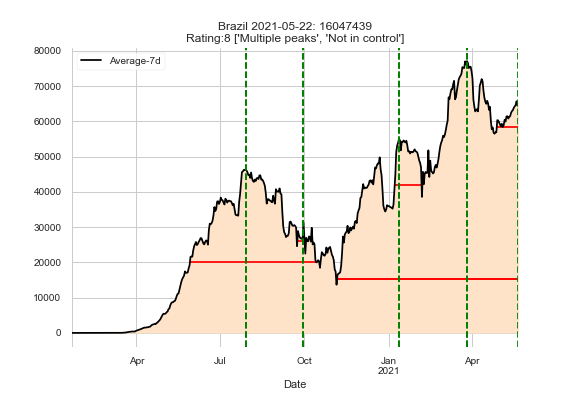 Brazil 2021-05-22: 16047439
Rating:8 ['Multiple peaks', 'Not in control']
Average-7d
80000
70000
60000
50000
40000
30000
20000
10000
0
Apr Jul Oct Jan Apr
2021
Date